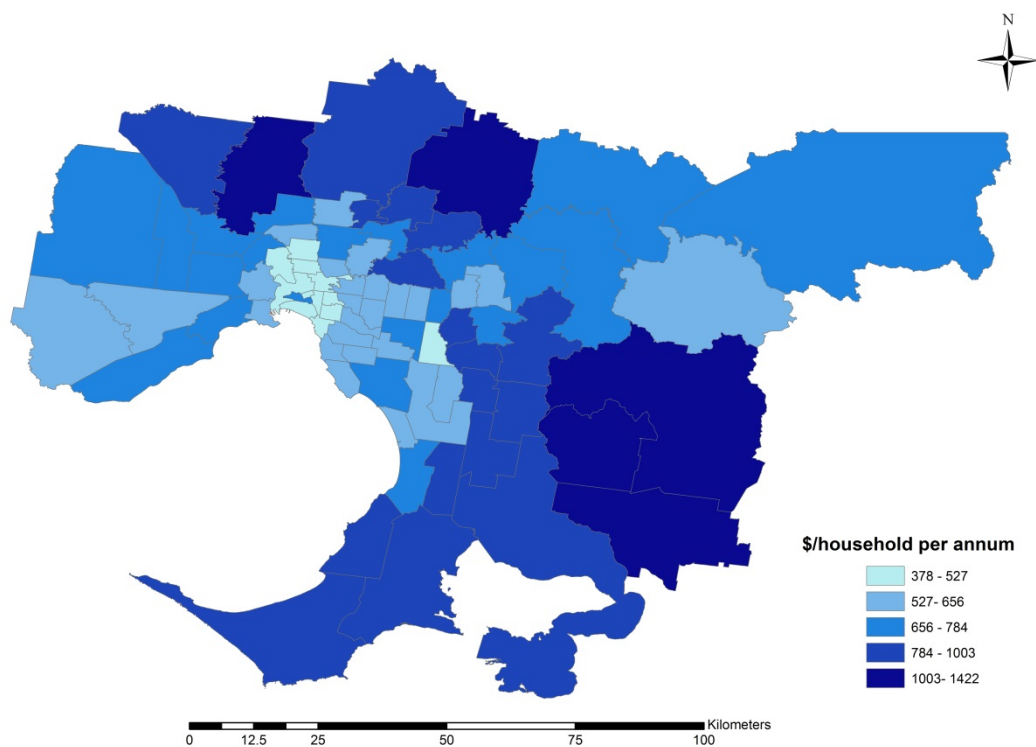 N
$/household per annum
378 - 527
527- 656
656 - 784
784 - 1003
1003- 1422
Kilometers
0 12.5 25 50 75 100